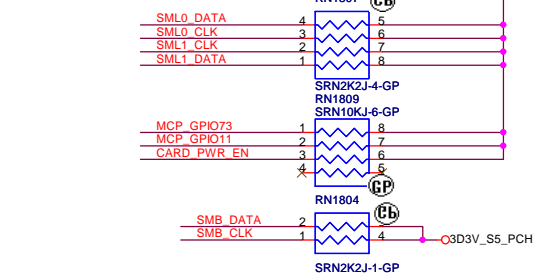 SML0_DATA 4 5
SML0_CLK 3 6
SML1_CLK 2 7
SML1_DATA 1 8
SRN2K2J-4-GP
RN1809
SRN10KJ-6-GP
MCP_GPIO73 1 8
MCP_GPIO11 2 7
CARD_PWR_EN 3 6
4 5
GP
RN1804
Cb
SMB_DATA 2
SMB_CLK 1 4 3D3V_S5_PCH
SRN2K2J-1-GP